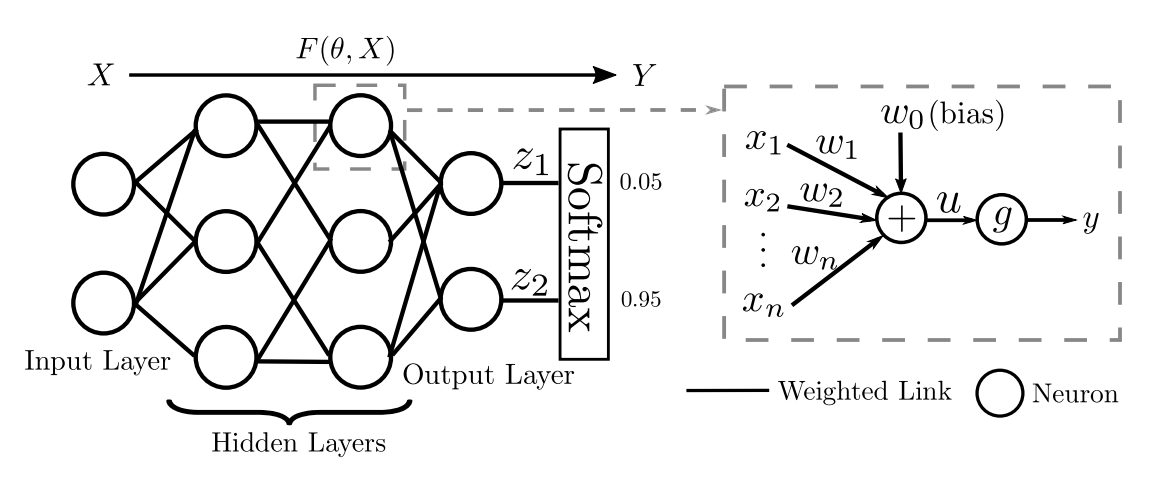 F(θ, X)
X
Y
z₁
Softmax
0.05
z₂
0.95
Input Layer
Output Layer
Hidden Layers
w₀(bias)
x₁
w₁
x₂
w₂
+
u
g
y
⋮
wₙ
xₙ
Weighted Link
Neuron